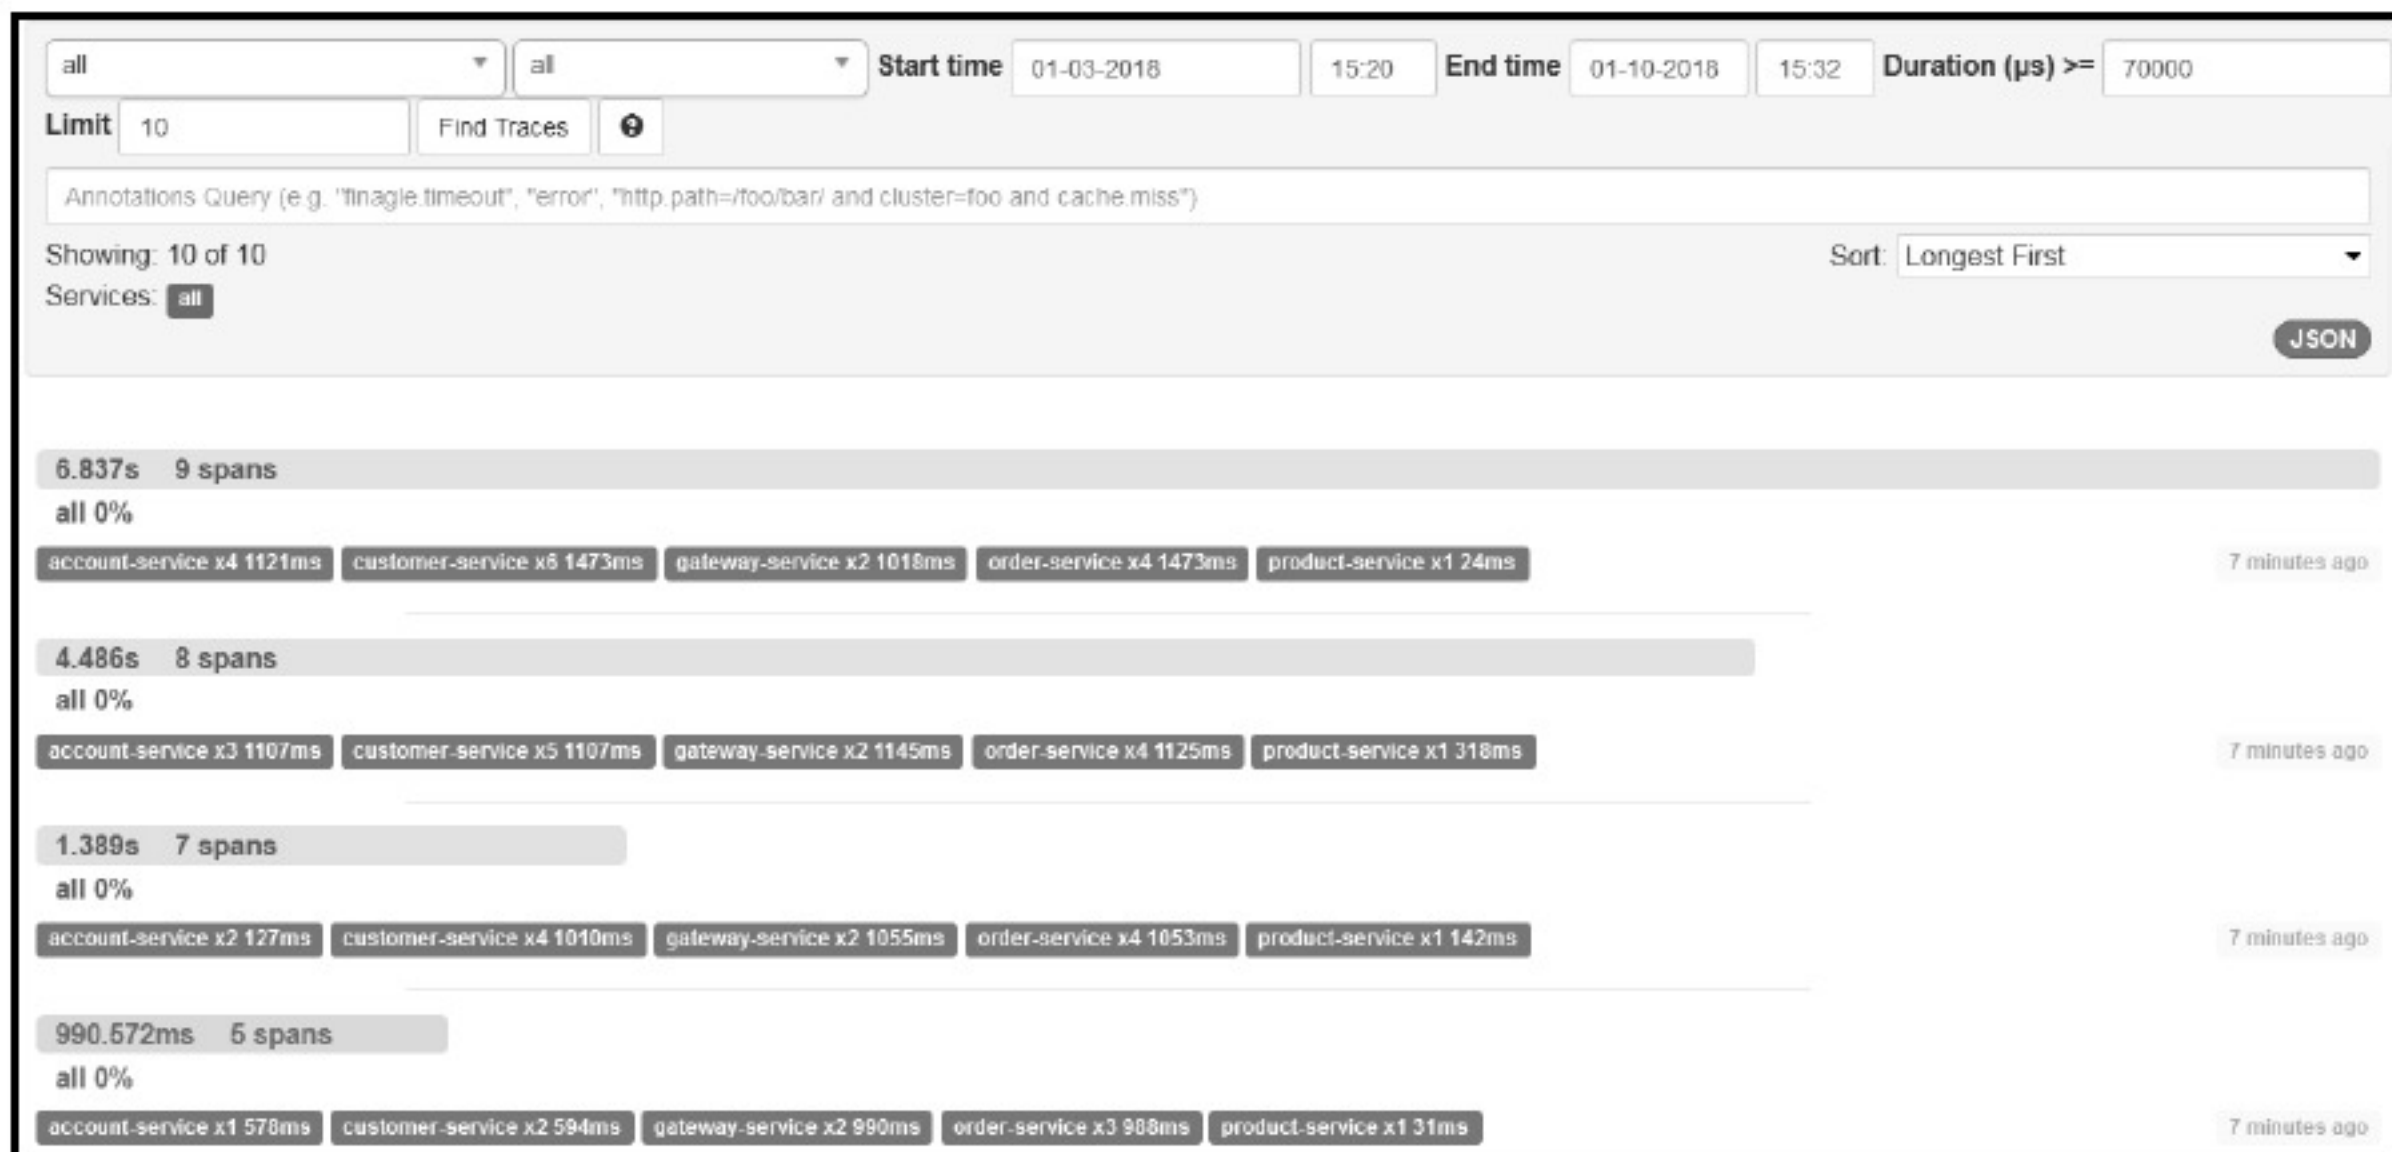 all all Start time 01-03-2018 15:20 End time 01-10-2018 15:32 Duration (μs) >= 70000
Limit 10 Find Traces
Annotations Query (e.g. "finagle.timeout", "error", "http.path=/foo/bar/ and cluster=foo and cache.miss")
Showing: 10 of 10 Sort: Longest First
Services: all
JSON
6.837s 9 spans
all 0%
account-service x4 1121ms customer-service x6 1473ms gateway-service x2 1018ms order-service x4 1473ms product-service x1 24ms 7 minutes ago
4.486s 8 spans
all 0%
account-service x3 1107ms customer-service x5 1107ms gateway-service x2 1145ms order-service x4 1125ms product-service x1 318ms 7 minutes ago
1.389s 7 spans
all 0%
account-service x2 127ms customer-service x4 1010ms gateway-service x2 1055ms order-service x4 1053ms product-service x1 142ms 7 minutes ago
990.572ms 5 spans
all 0%
account-service x1 578ms customer-service x2 594ms gateway-service x2 990ms order-service x3 988ms product-service x1 31ms 7 minutes ago